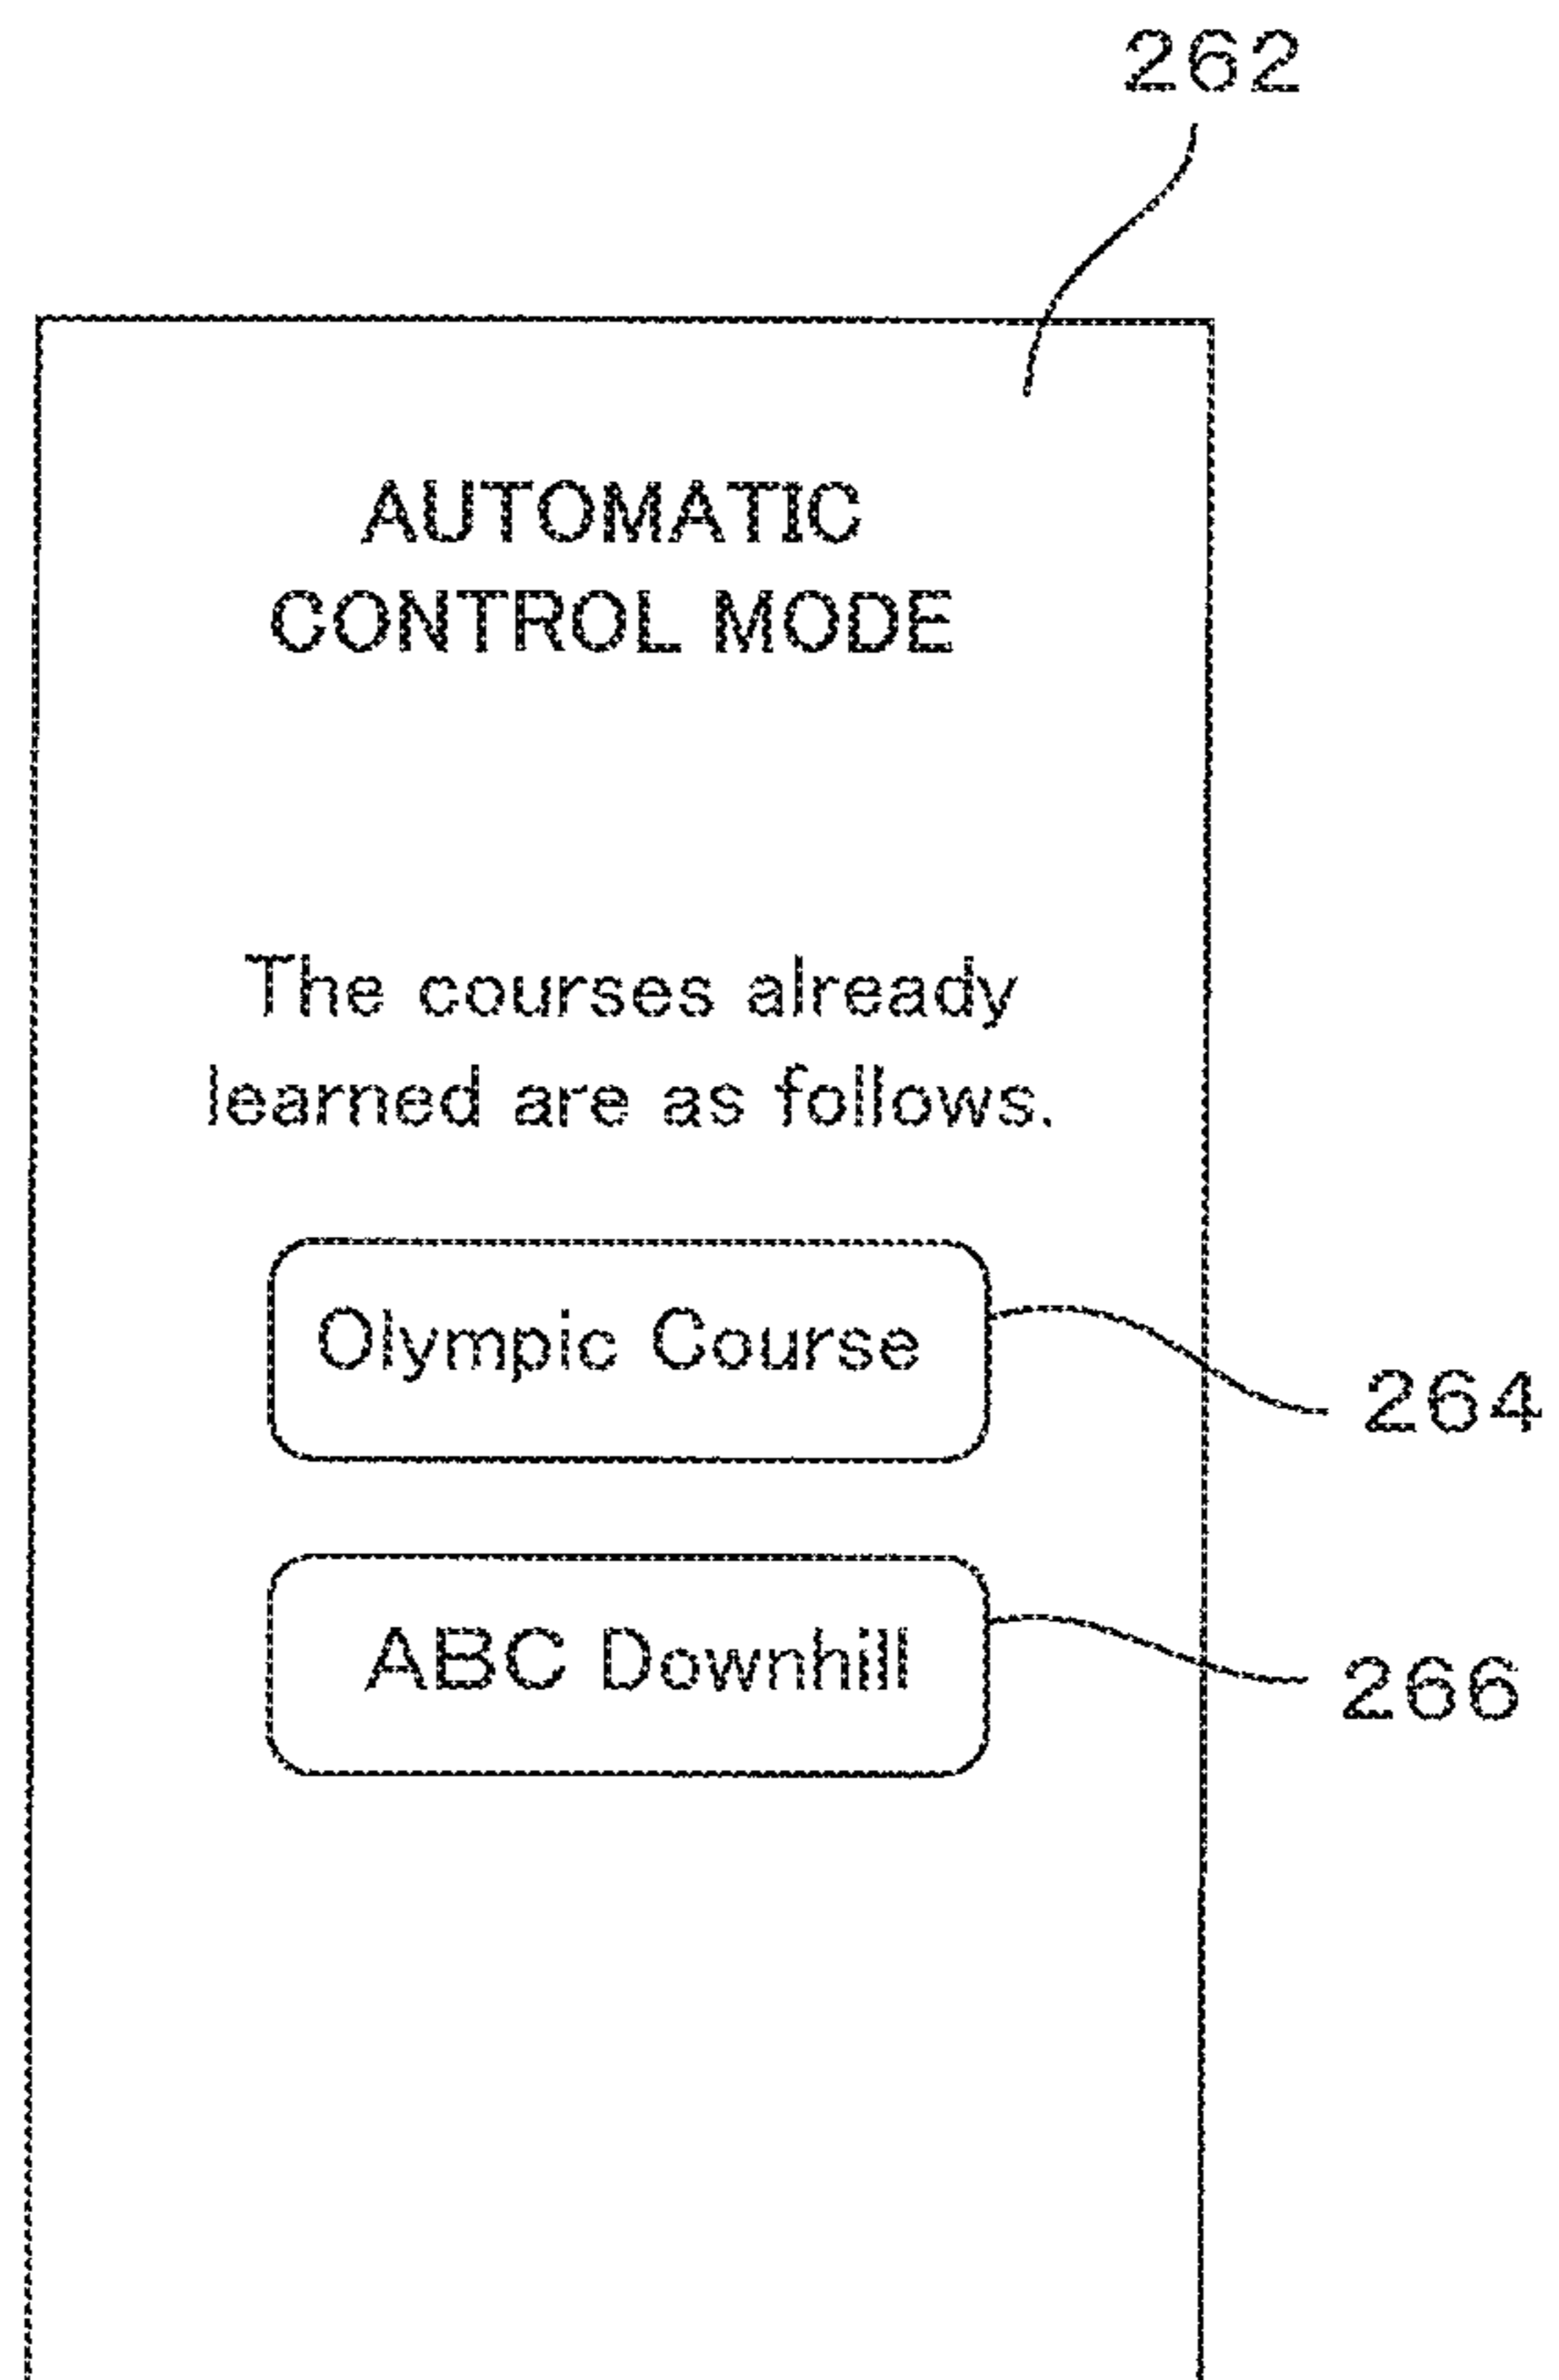 262
AUTOMATIC
CONTROL MODE
The courses already
learned are as follows.
Olympic Course
264
ABC Downhill
266